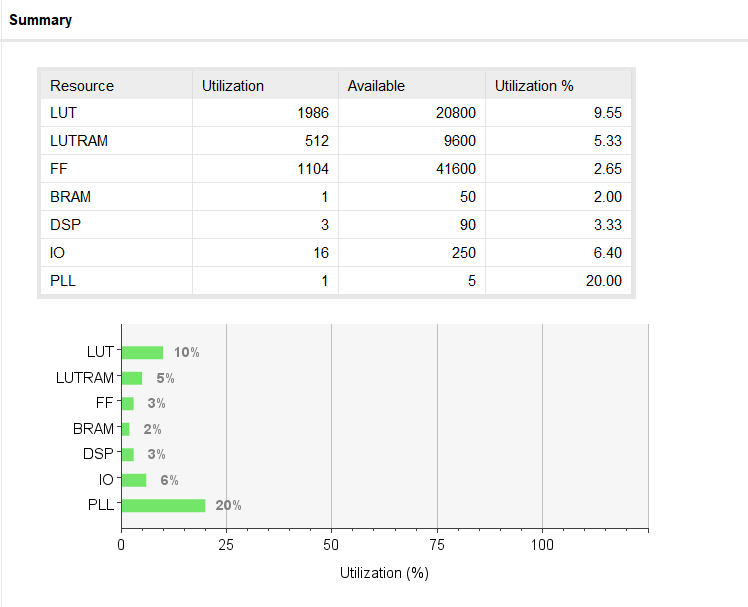 Summary
Resource Utilization Available Utilization %
LUT 1986 20800 9.55
LUTRAM 512 9600 5.33
FF 1104 41600 2.65
BRAM 1 50 2.00
DSP 3 90 3.33
IO 16 250 6.40
PLL 1 5 20.00
LUT 10%
LUTRAM 5%
FF 3%
BRAM 2%
DSP 3%
IO 6%
PLL 20%
0 25 50 75 100
Utilization (%)